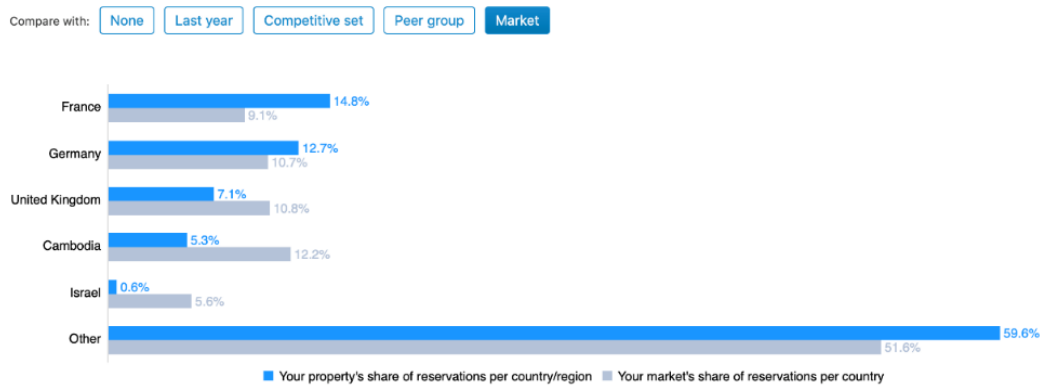 Compare with: None Last year Competitive set Peer group Market
France 14.8%
9.1%
Germany 12.7%
10.7%
United Kingdom 7.1%
10.8%
Cambodia 5.3%
12.2%
Israel 0.6%
5.6%
Other 59.6%
51.6%
Your property's share of reservations per country/region Your market's share of reservations per country